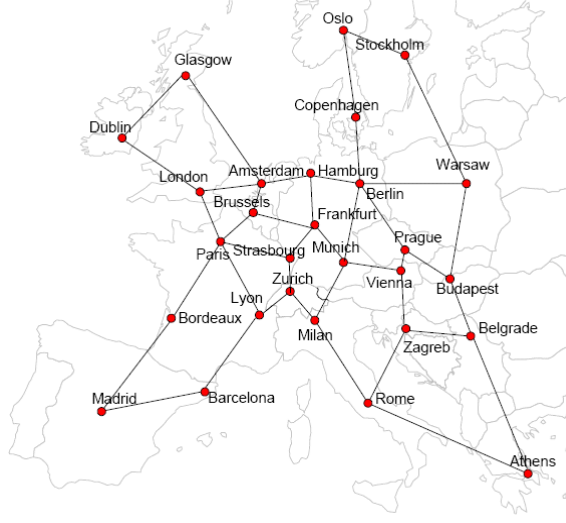 Oslo
Stockholm
Glasgow
Copenhagen
Dublin
Amsterdam
Hamburg
Warsaw
London
Berlin
Brussels
Frankfurt
Paris
Strasbourg
Munich
Prague
Zurich
Vienna
Budapest
Lyon
Bordeaux
Milan
Zagreb
Belgrade
Madrid
Barcelona
Rome
Athens